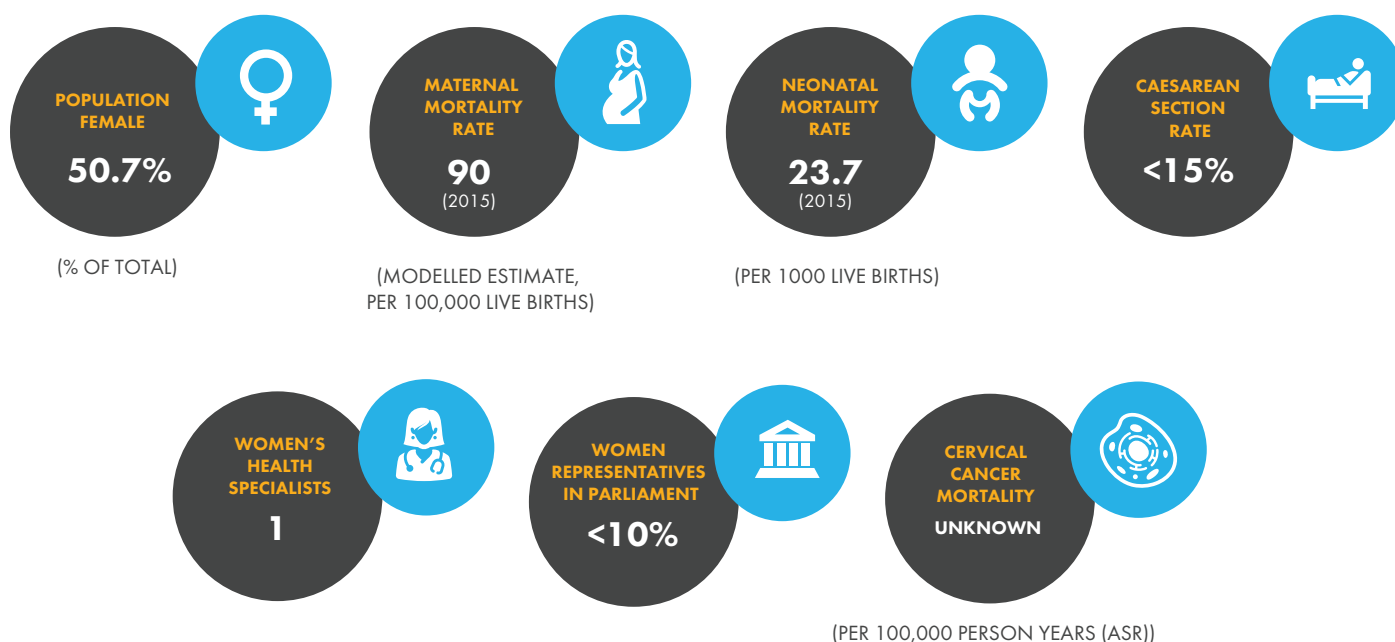 POPULATION
FEMALE
50.7%
(% OF TOTAL)
MATERNAL
MORTALITY
RATE
90
(2015)
(MODELLED ESTIMATE,
PER 100,000 LIVE BIRTHS)
NEONATAL
MORTALITY
RATE
23.7
(2015)
(PER 1000 LIVE BIRTHS)
CAESAREAN
SECTION
RATE
<15%
WOMEN'S
HEALTH
SPECIALISTS
1
WOMEN
REPRESENTATIVES
IN PARLIAMENT
<10%
CERVICAL
CANCER
MORTALITY
UNKNOWN
(PER 100,000 PERSON YEARS (ASR))